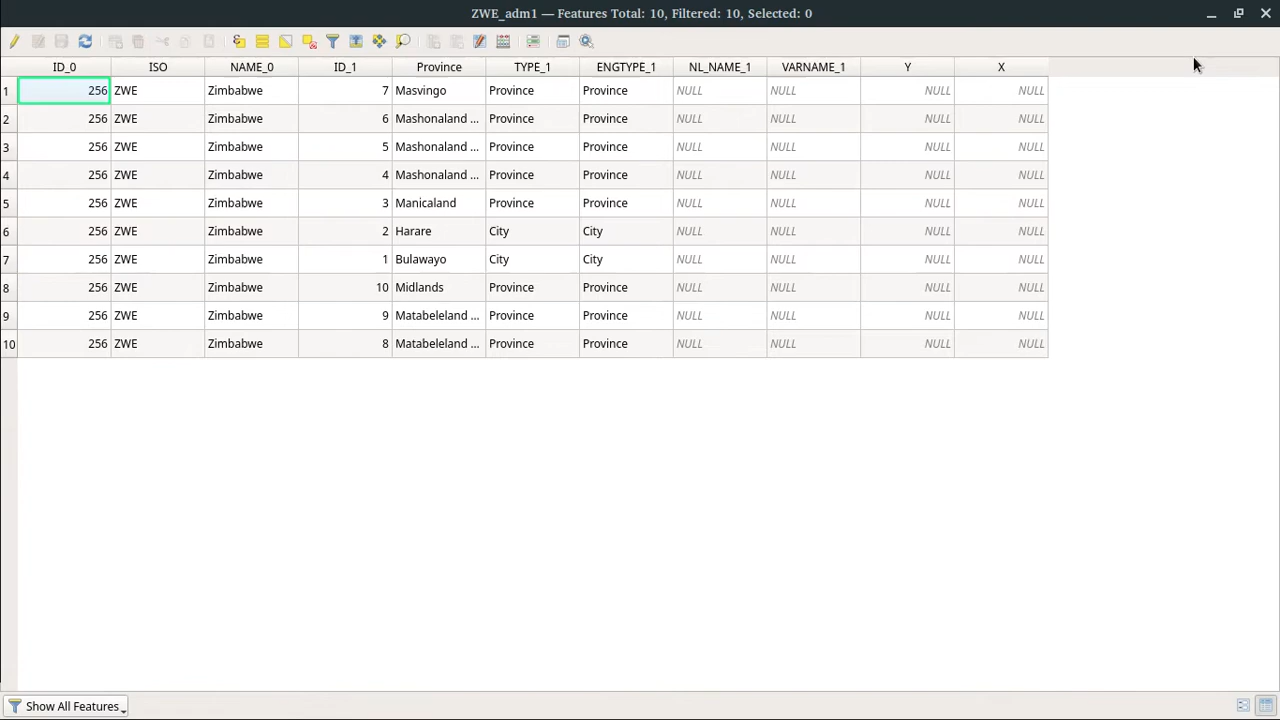 ZWE_adm1 — Features Total: 10, Filtered: 10, Selected: 0
ID_0 ISO NAME_0 ID_1 Province TYPE_1 ENGTYPE_1 NL_NAME_1 VARNAME_1 Y X
1 256 ZWE Zimbabwe 7 Masvingo Province Province NULL NULL NULL NULL
2 256 ZWE Zimbabwe 6 Mashonaland ... Province Province NULL NULL NULL NULL
3 256 ZWE Zimbabwe 5 Mashonaland ... Province Province NULL NULL NULL NULL
4 256 ZWE Zimbabwe 4 Mashonaland ... Province Province NULL NULL NULL NULL
5 256 ZWE Zimbabwe 3 Manicaland Province Province NULL NULL NULL NULL
6 256 ZWE Zimbabwe 2 Harare City City NULL NULL NULL NULL
7 256 ZWE Zimbabwe 1 Bulawayo City City NULL NULL NULL NULL
8 256 ZWE Zimbabwe 10 Midlands Province Province NULL NULL NULL NULL
9 256 ZWE Zimbabwe 9 Matabeleland ... Province Province NULL NULL NULL NULL
10 256 ZWE Zimbabwe 8 Matabeleland ... Province Province NULL NULL NULL NULL
Show All Features